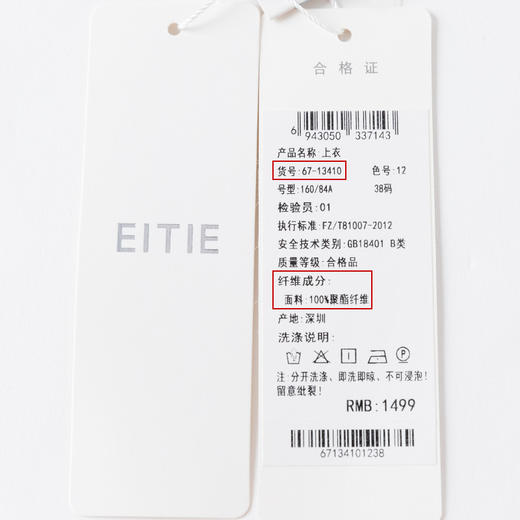 EITIE
合格证
6 943050 337143
产品名称:上衣
货号:67-13410 色号:12
号型:160/84A 38码
检验员:01
执行标准:FZ/T81007-2012
安全技术类别:GB18401 B类
质量等级:合格品
纤维成分:
面料:100%聚酯纤维
产地:深圳
洗涤说明:
注:分开洗涤、即洗即晾、不可浸泡!
留意纰裂!
RMB:1499
67134101238